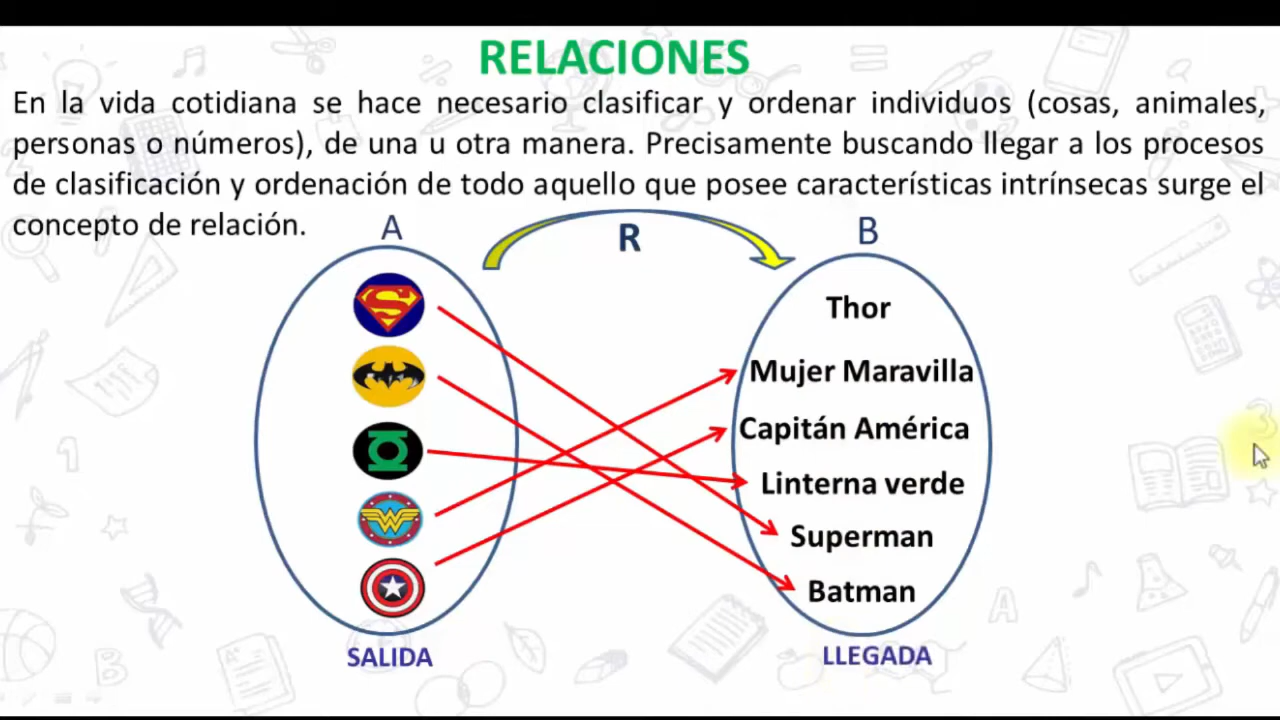 RELACIONES
En la vida cotidiana se hace necesario clasificar y ordenar individuos (cosas, animales,
personas o números), de una u otra manera. Precisamente buscando llegar a los procesos
de clasificación y ordenación de todo aquello que posee características intrínsecas surge el
concepto de relación.
A
R
B
Thor
Mujer Maravilla
Capitán América
Linterna verde
Superman
Batman
SALIDA
LLEGADA